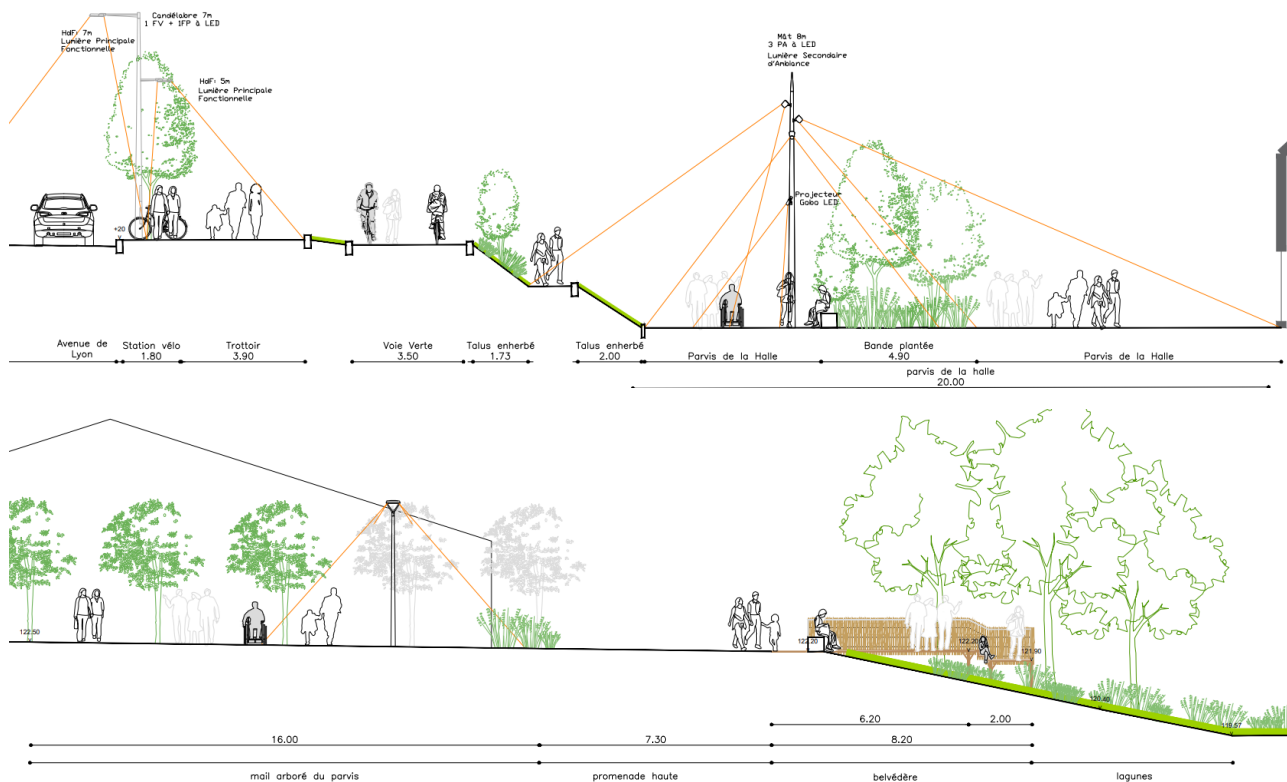 Candélabre 7m
1 FV + 1FP à LED
HdF: 7m
Lumière Principale
Fonctionnelle
HdF: 5m
Lumière Principale
Fonctionnelle
Mât 8m
3 PA à LED
Lumière Secondaire
d'Ambiance
Projecteur
Gobo LED
+20
Avenue de
Lyon
Station vélo
1.80
Trottoir
3.90
Voie Verte
3.50
Talus enherbé
1.73
Talus enherbé
2.00
Parvis de la Halle
Bande plantée
4.90
Parvis de la Halle
parvis de la halle
20.00
122.50
122.20
122.20
121.90
120.40
119.57
6.20
2.00
16.00
7.30
8.20
mail arboré du parvis
promenade haute
belvédère
lagunes